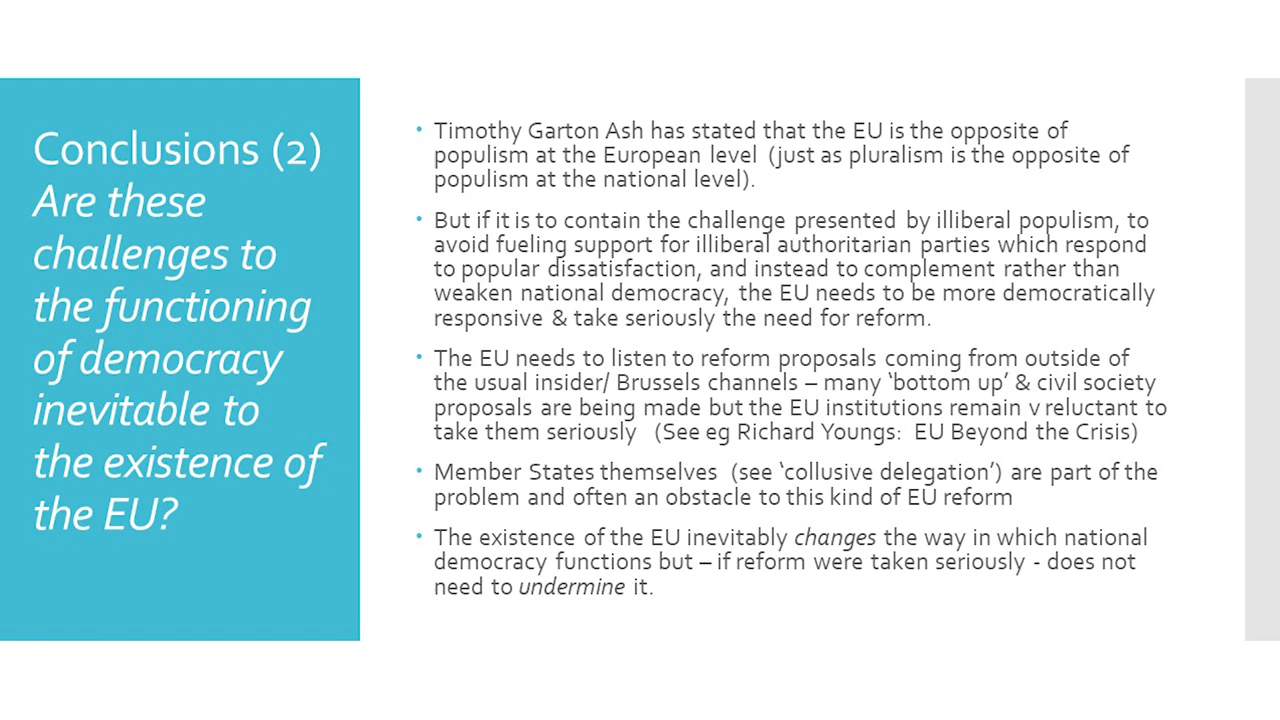 Conclusions (2)
Are these
challenges to
the functioning
of democracy
inevitable to
the existence of
the EU?
• Timothy Garton Ash has stated that the EU is the opposite of
populism at the European level (just as pluralism is the opposite of
populism at the national level).
• But if it is to contain the challenge presented by illiberal populism, to
avoid fueling support for illiberal authoritarian parties which respond
to popular dissatisfaction, and instead to complement rather than
weaken national democracy, the EU needs to be more democratically
responsive & take seriously the need for reform.
• The EU needs to listen to reform proposals coming from outside of
the usual insider/ Brussels channels – many ‘bottom up’ & civil society
proposals are being made but the EU institutions remain v reluctant to
take them seriously (See eg Richard Youngs: EU Beyond the Crisis)
• Member States themselves (see ‘collusive delegation’) are part of the
problem and often an obstacle to this kind of EU reform
• The existence of the EU inevitably changes the way in which national
democracy functions but – if reform were taken seriously - does not
need to undermine it.